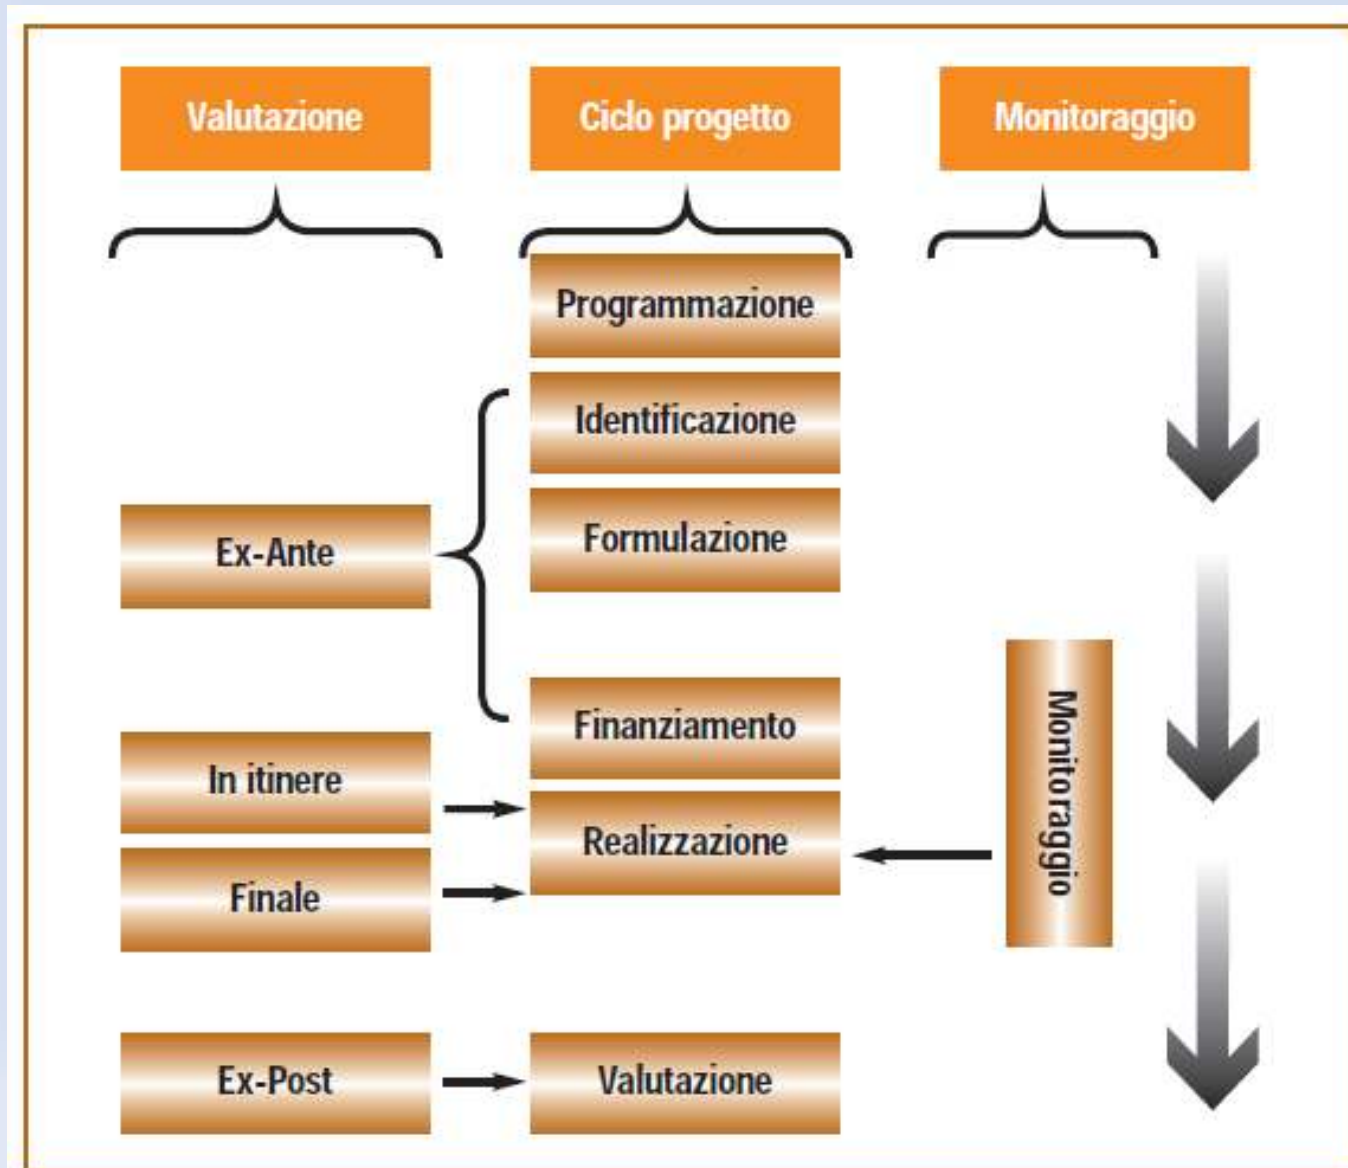 Valutazione
Ciclo progetto
Monitoraggio
Programmazione
Identificazione
Formulazione
Ex-Ante
Finanziamento
In itinere
Realizzazione
Finale
Monitoraggio
Ex-Post
Valutazione